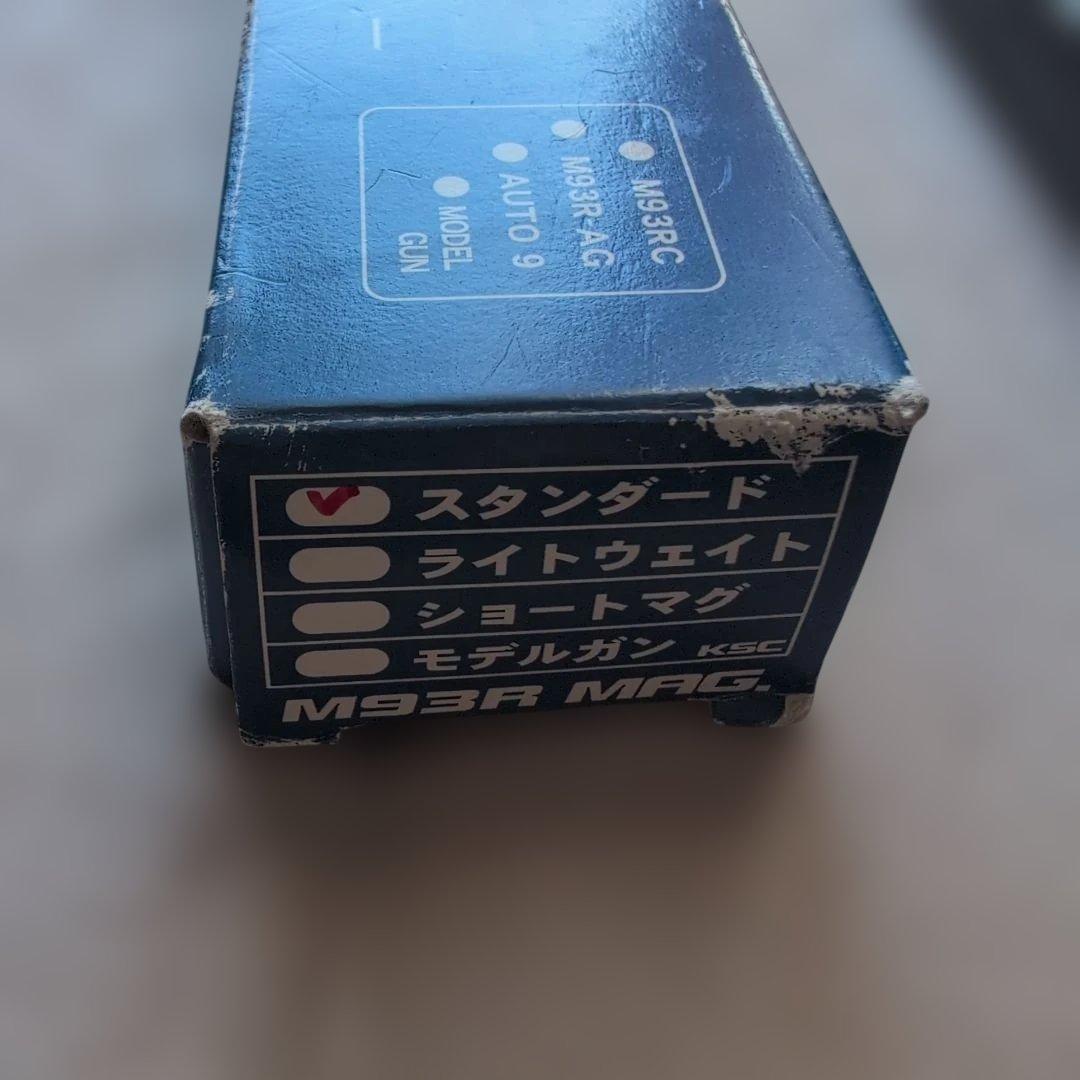 M93RC
M93R-AG
AUTO 9
MODEL
GUN
スタンダード
ライトウェイト
ショートマグ
モデルガン KSC
M93R MAG.